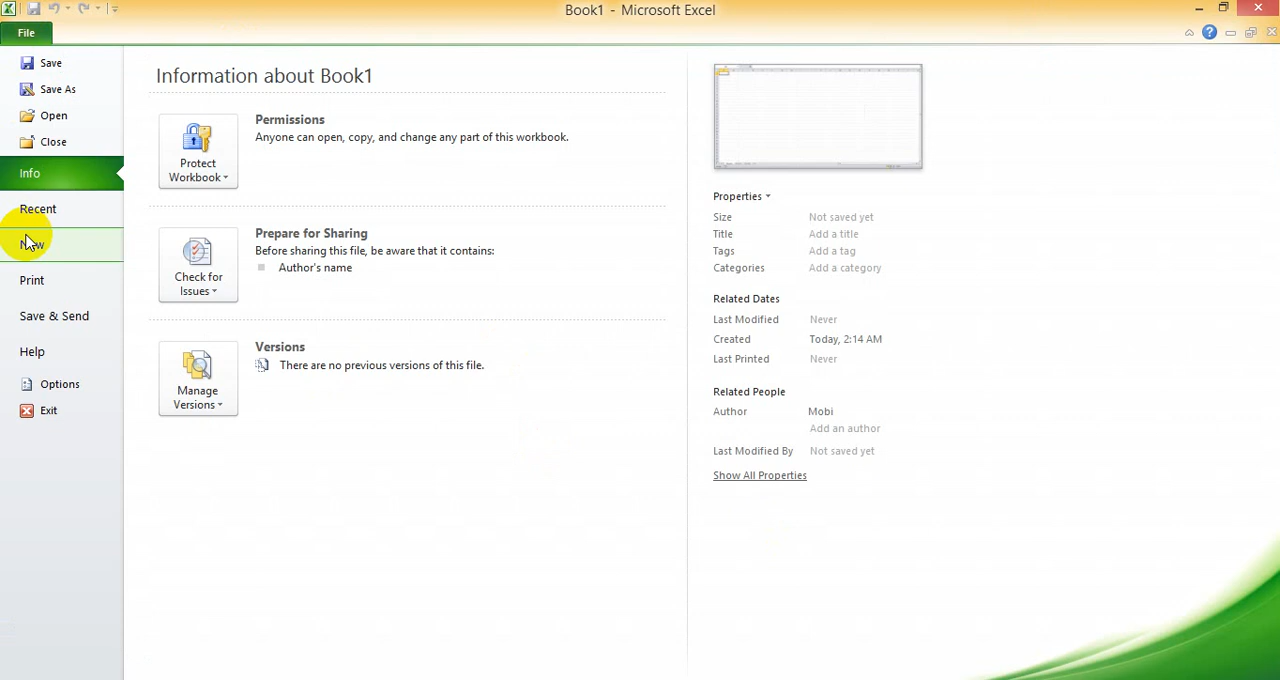 Book1 - Microsoft Excel
File
Save
Save As
Open
Close
Info
Recent
New
Print
Save & Send
Help
Options
Exit
Information about Book1
Protect
Workbook
Permissions
Anyone can open, copy, and change any part of this workbook.
Check for
Issues
Prepare for Sharing
Before sharing this file, be aware that it contains:
Author's name
Manage
Versions
Versions
There are no previous versions of this file.
Properties
Size Not saved yet
Title Add a title
Tags Add a tag
Categories Add a category
Related Dates
Last Modified Never
Created Today, 2:14 AM
Last Printed Never
Related People
Author Mobi
Add an author
Last Modified By Not saved yet
Show All Properties